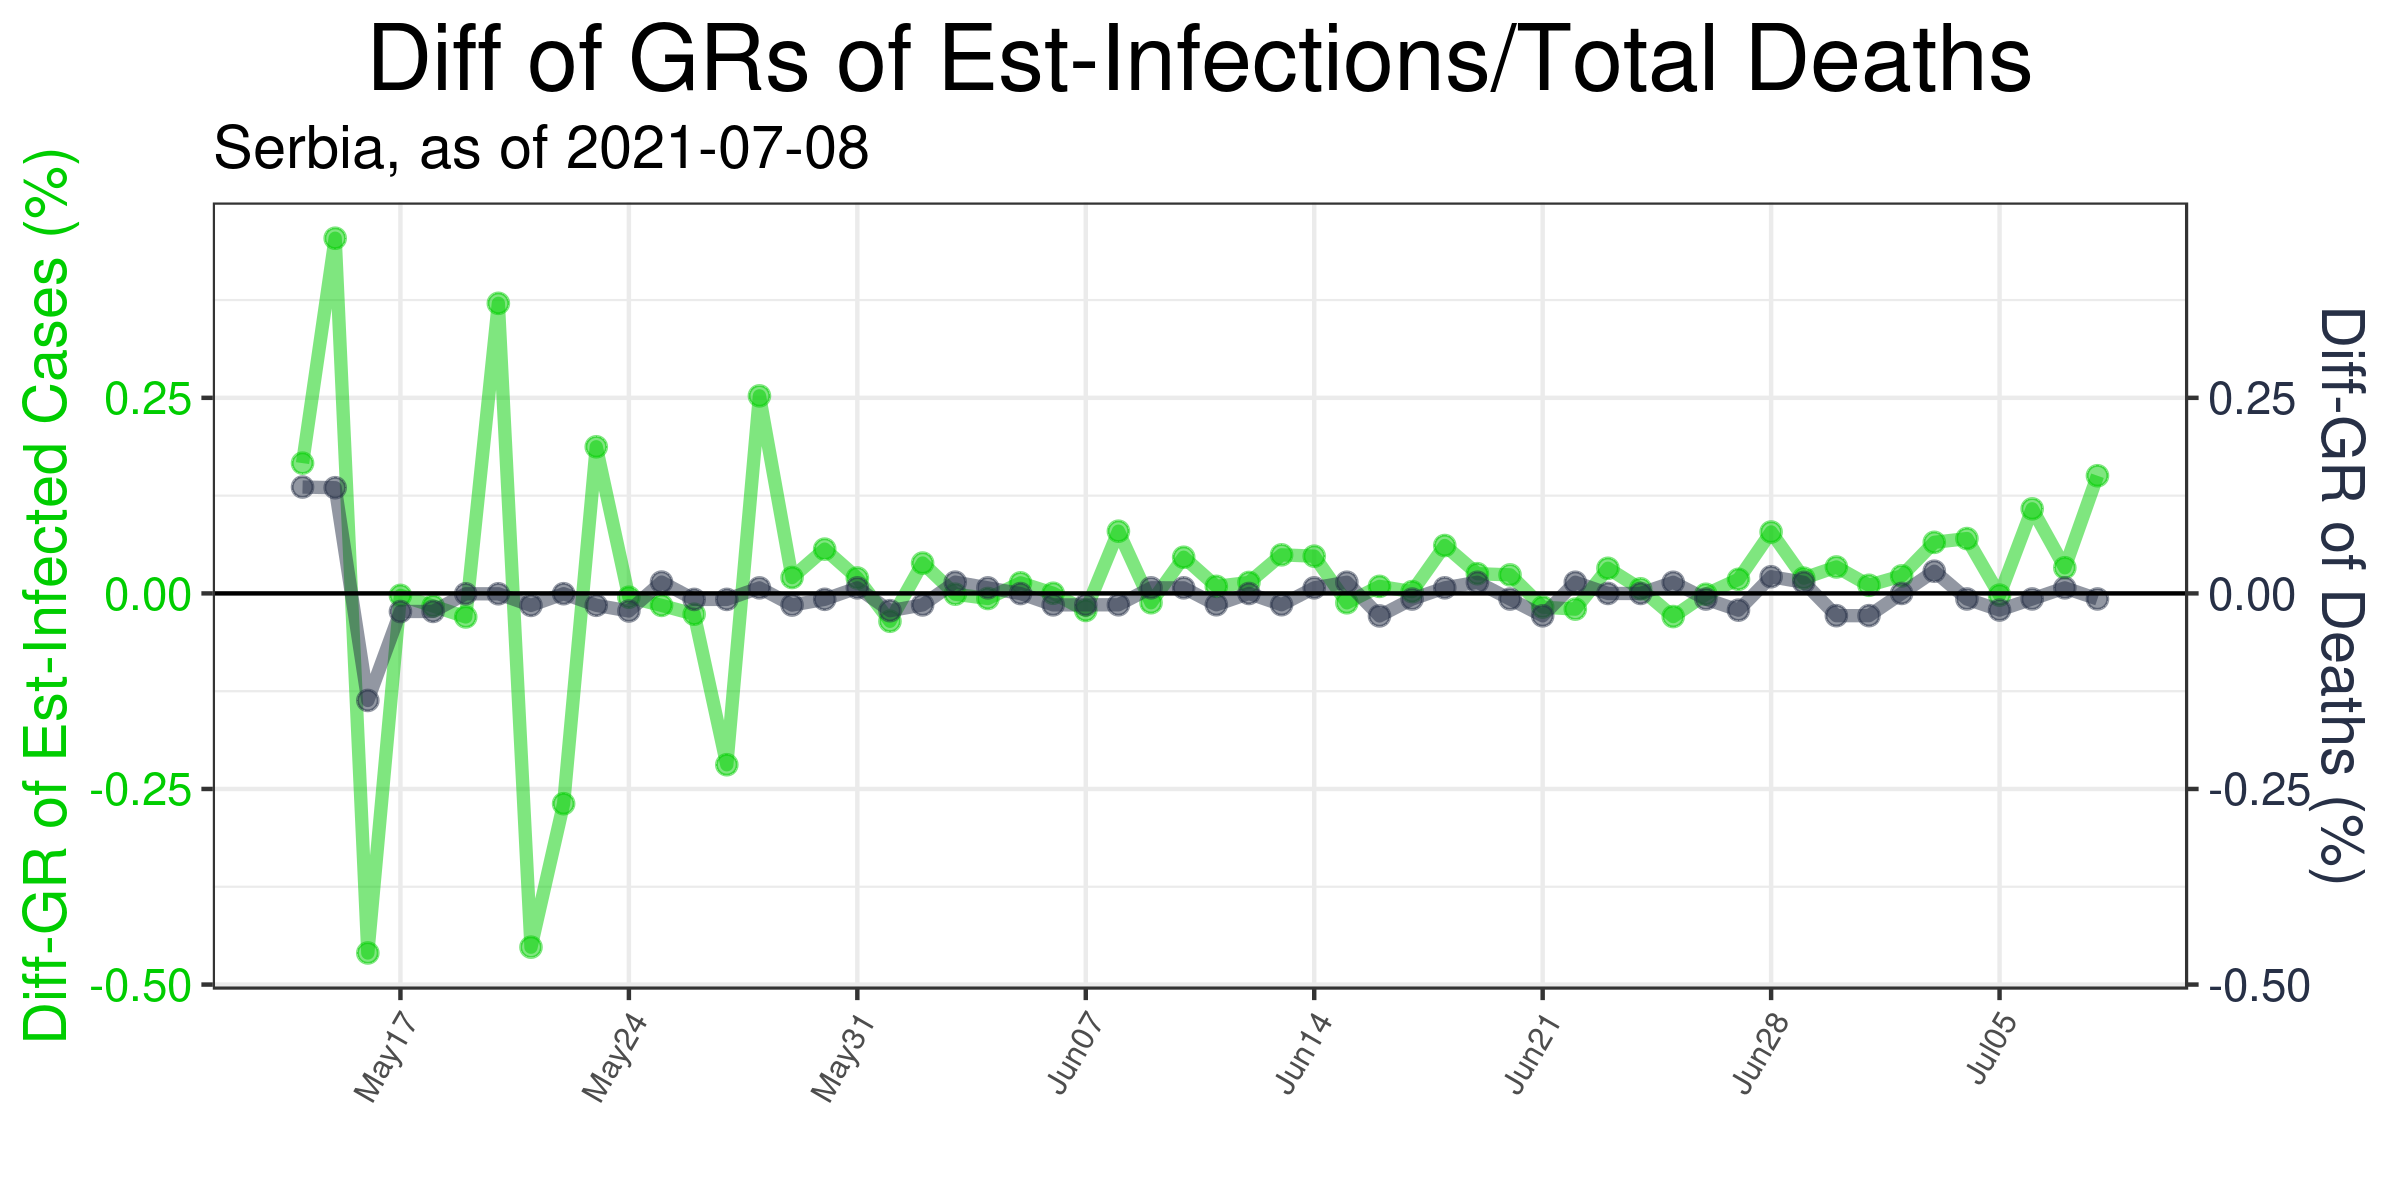 Diff of GRs of Est-Infections/Total Deaths
Serbia, as of 2021-07-08
Diff-GR of Est-Infected Cases (%)
0.25
0.00
-0.25
-0.50
0.25
0.00
-0.25
-0.50
Diff-GR of Deaths (%)
May17
May24
May31
Jun07
Jun14
Jun21
Jun28
Jul05